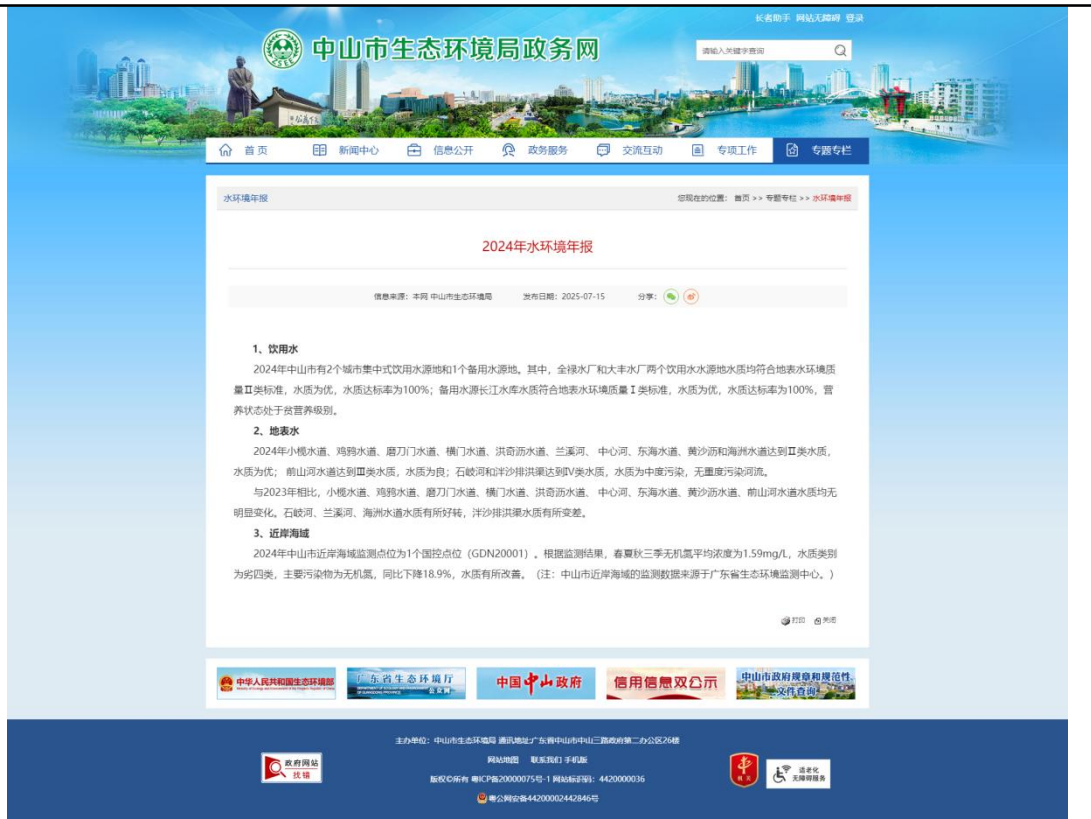 长者助手 网站无障碍 登录
中山市生态环境局政务网
请输入关键字查询
首页 新闻中心 信息公开 政务服务 交流互动 专项工作 专题专栏
水环境年报
您现在的位置: 首页 >> 专题专栏 >> 水环境年报
2024年水环境年报
信息来源: 本网 中山市生态环境局 发布日期: 2025-07-15 分享:
1、饮用水
2024年中山市有2个城市集中式饮用水源地和1个备用水源地。其中，全禄水厂和大丰水厂两个饮用水水源地水质均符合地表水环境质
量Ⅱ类标准，水质为优，水质达标率为100%；备用水源长江水库水质符合地表水环境质量Ⅰ类标准，水质为优，水质达标率为100%，营
养状态处于贫营养级别。
2、地表水
2024年小榄水道、鸡鸦水道、磨刀门水道、横门水道、洪奇沥水道、兰溪河、 中心河、东海水道、黄沙沥和海洲水道达到Ⅱ类水质，
水质为优； 前山河水道达到Ⅲ类水质，水质为良；石岐河和泮沙排洪渠达到Ⅳ类水质，水质为中度污染，无重度污染河流。
与2023年相比，小榄水道、鸡鸦水道、磨刀门水道、横门水道、洪奇沥水道、 中心河、东海水道、黄沙沥水道、前山河水道水质均无
明显变化。石岐河、兰溪河、海洲水道水质有所好转，泮沙排洪渠水质有所变差。
3、近岸海域
2024年中山市近岸海域监测点位为1个国控点位（GDN20001）。根据监测结果，春夏秋三季无机氮平均浓度为1.59mg/L，水质类别
为劣四类，主要污染物为无机氮，同比下降18.9%，水质有所改善。（注：中山市近岸海域的监测数据来源于广东省生态环境监测中心。）
打印 关闭
中华人民共和国生态环境部
广东省生态环境厅
公众网
中国中山政府
信用信息双公示
中山市政府规章和规范性
文件查询
主办单位: 中山市生态环境局 通讯地址:广东省中山市中山三路政府第二办公区26楼
网站地图 联系我们 手机版
版权©所有 粤ICP备20000075号-1 网站标识码: 4420000036
粤公网安备44200002442846号
政府网站
找错
机关
适老化
无障碍服务